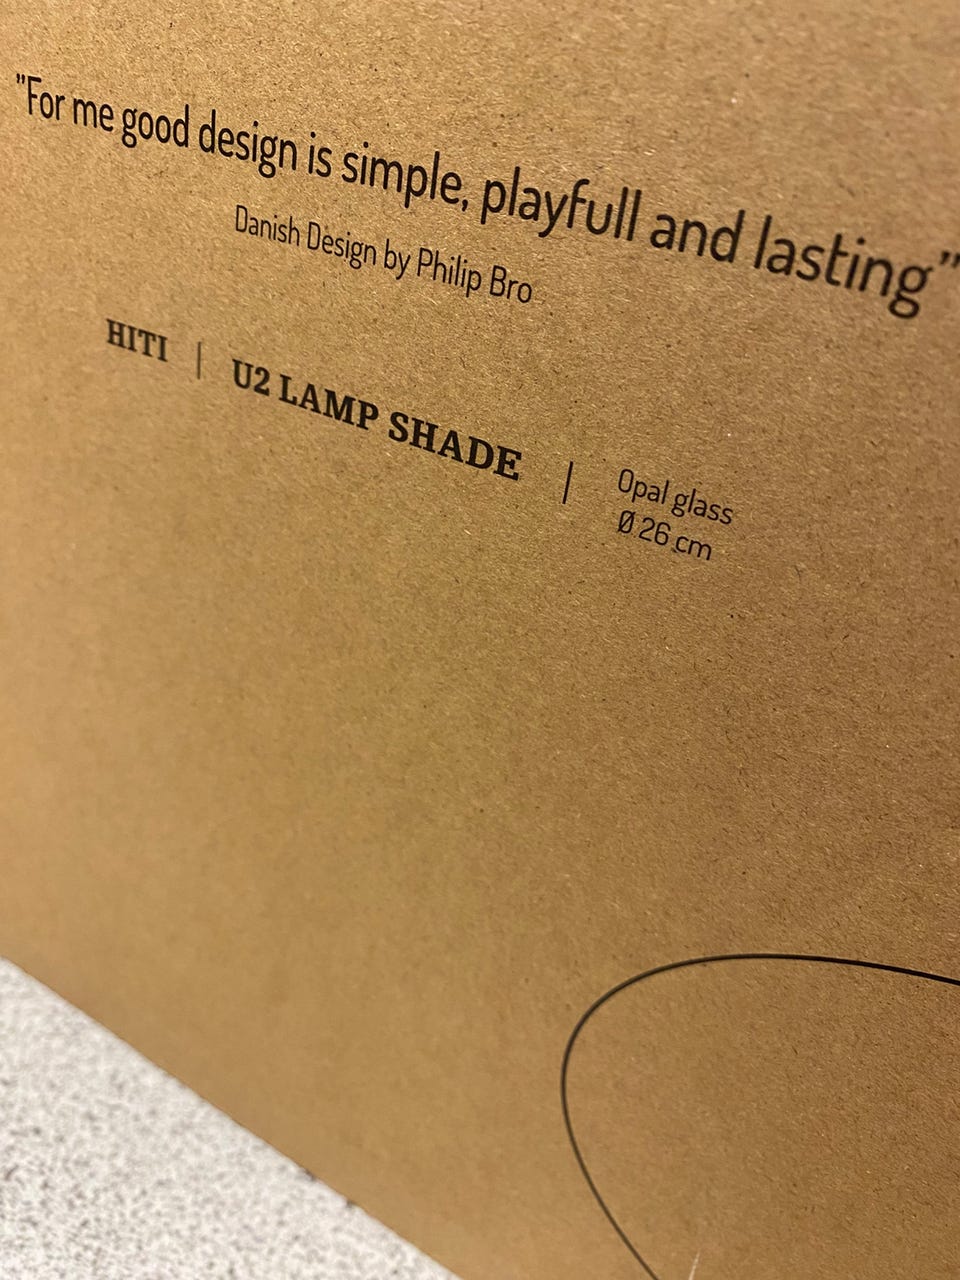 ”For me good design is simple, playfull and lasting”
Danish Design by Philip Bro
HITI | U2 LAMP SHADE | Opal glass
Ø 26 cm